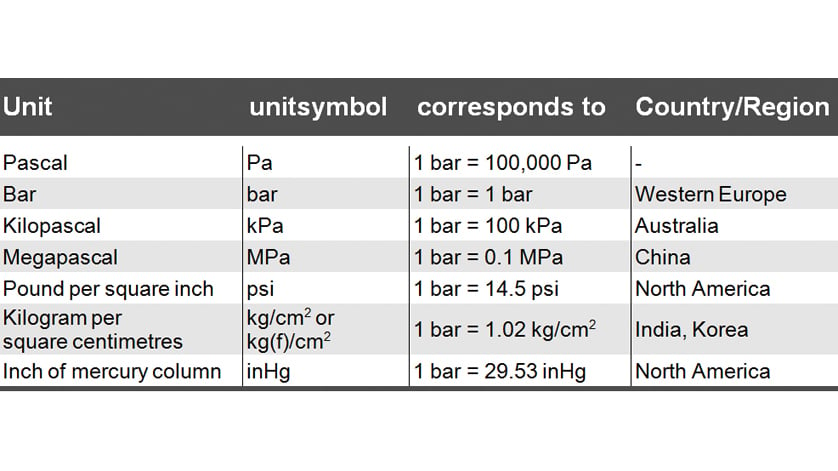 Unit unitsymbol corresponds to Country/Region
Pascal Pa 1 bar = 100,000 Pa -
Bar bar 1 bar = 1 bar Western Europe
Kilopascal kPa 1 bar = 100 kPa Australia
Megapascal MPa 1 bar = 0.1 MPa China
Pound per square inch psi 1 bar = 14.5 psi North America
Kilogram per
square centimetres kg/cm² or
kg(f)/cm² 1 bar = 1.02 kg/cm² India, Korea
Inch of mercury column inHg 1 bar = 29.53 inHg North America